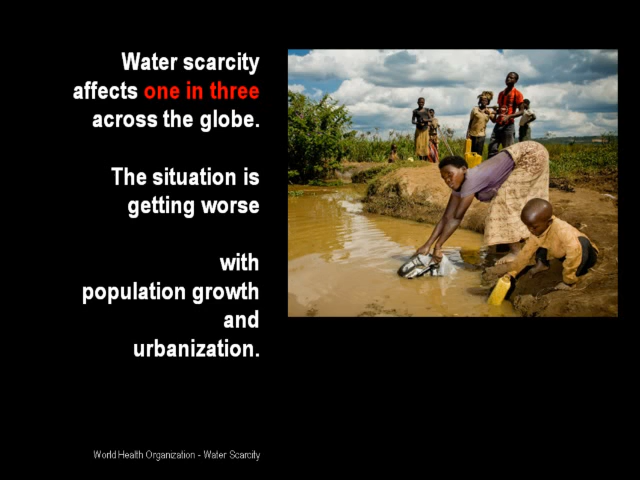 Water scarcity
affects one in three
across the globe.
The situation is
getting worse
with
population growth
and
urbanization.
World Health Organization - Water Scarcity